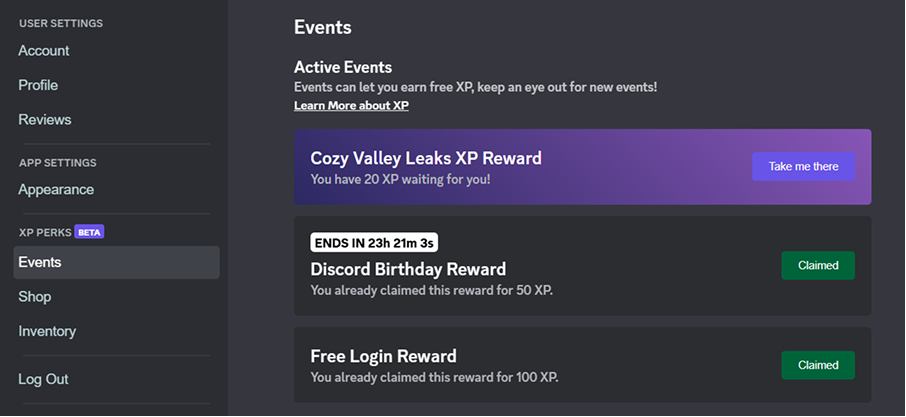 USER SETTINGS
Account
Profile
Reviews
APP SETTINGS
Appearance
XP PERKS BETA
Events
Shop
Inventory
Log Out
Events
Active Events
Events can let you earn free XP, keep an eye out for new events!
Learn More about XP
Cozy Valley Leaks XP Reward
You have 20 XP waiting for you!
Take me there
ENDS IN 23h 21m 3s
Discord Birthday Reward
You already claimed this reward for 50 XP.
Claimed
Free Login Reward
You already claimed this reward for 100 XP.
Claimed